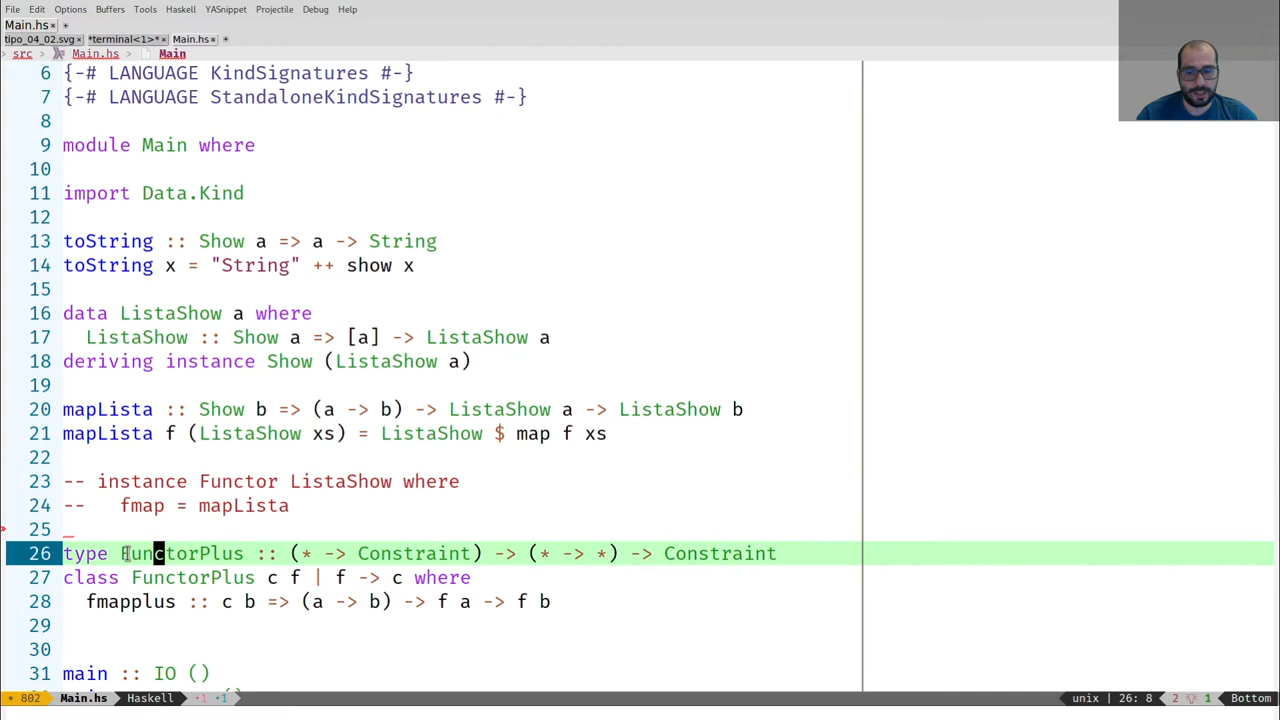 File Edit Options Buffers Tools Haskell YASnippet Projectile Debug Help
Main.hs
tipo_04_02.svg *terminal<1>* Main.hs
src > Main.hs > Main
6 {-# LANGUAGE KindSignatures #-}
7 {-# LANGUAGE StandaloneKindSignatures #-}
8
9 module Main where
10
11 import Data.Kind
12
13 toString :: Show a => a -> String
14 toString x = "String" ++ show x
15
16 data ListaShow a where
17   ListaShow :: Show a => [a] -> ListaShow a
18 deriving instance Show (ListaShow a)
19
20 mapLista :: Show b => (a -> b) -> ListaShow a -> ListaShow b
21 mapLista f (ListaShow xs) = ListaShow $ map f xs
22
23 -- instance Functor ListaShow where
24 --   fmap = mapLista
25
26 type FunctorPlus :: (* -> Constraint) -> (* -> *) -> Constraint
27 class FunctorPlus c f | f -> c where
28   fmapplus :: c b => (a -> b) -> f a -> f b
29
30
31 main :: IO ()
* 802 Main.hs Haskell •1 •1 unix | 26: 8 2 1 Bottom